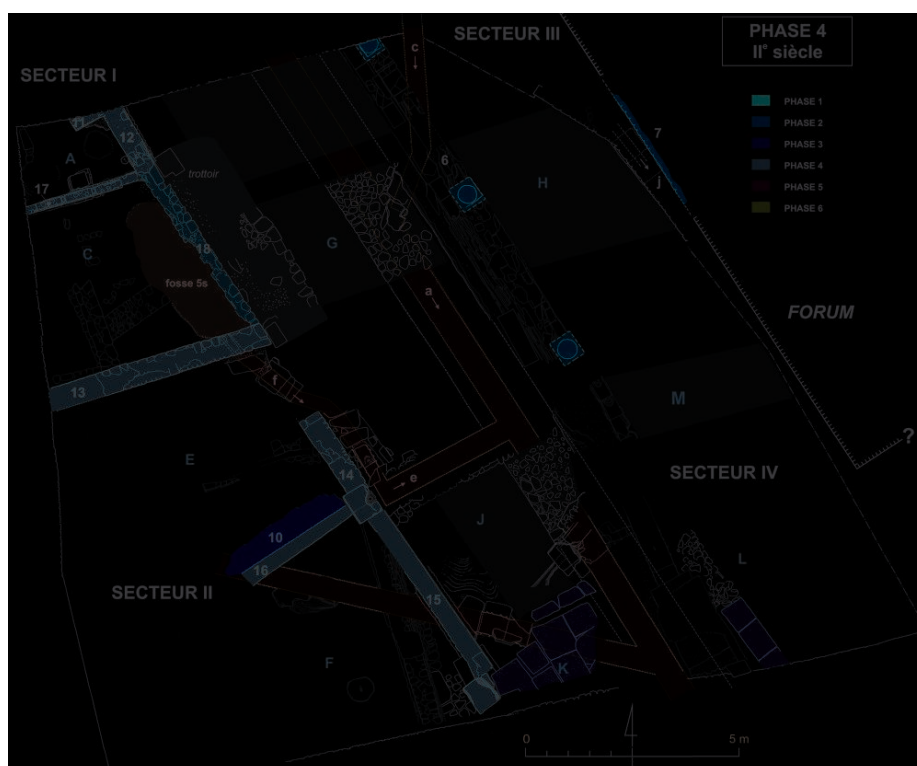 PHASE 4
IIe siècle
SECTEUR III
SECTEUR I
PHASE 1
PHASE 2
PHASE 3
PHASE 4
PHASE 5
PHASE 6
c
11
12
A
17
trottoir
6
7
j
H
18
C
G
fosse 5s
a
FORUM
13
f
M
?
E
14
e
SECTEUR IV
J
10
16
L
SECTEUR II
15
F
K
0
5 m